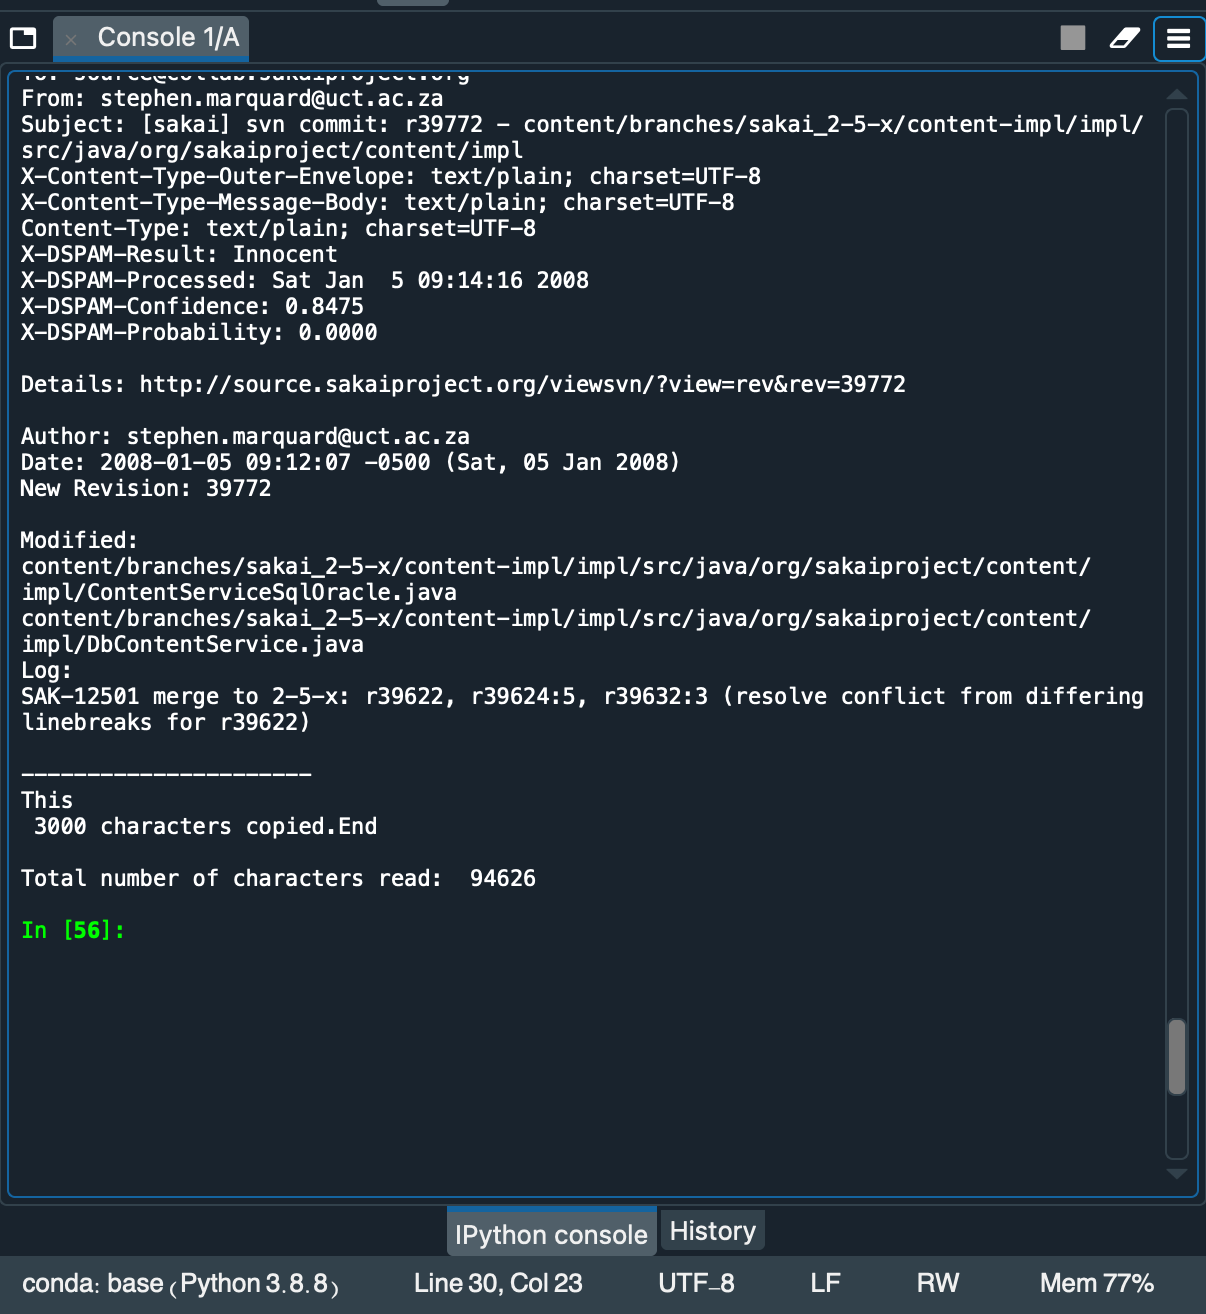 Console 1/A
To: source@collab.sakaiproject.org
From: stephen.marquard@uct.ac.za
Subject: [sakai] svn commit: r39772 - content/branches/sakai_2-5-x/content-impl/impl/
src/java/org/sakaiproject/content/impl
X-Content-Type-Outer-Envelope: text/plain; charset=UTF-8
X-Content-Type-Message-Body: text/plain; charset=UTF-8
Content-Type: text/plain; charset=UTF-8
X-DSPAM-Result: Innocent
X-DSPAM-Processed: Sat Jan  5 09:14:16 2008
X-DSPAM-Confidence: 0.8475
X-DSPAM-Probability: 0.0000
Details: http://source.sakaiproject.org/viewsvn/?view=rev&rev=39772
Author: stephen.marquard@uct.ac.za
Date: 2008-01-05 09:12:07 -0500 (Sat, 05 Jan 2008)
New Revision: 39772
Modified:
content/branches/sakai_2-5-x/content-impl/impl/src/java/org/sakaiproject/content/
impl/ContentServiceSqlOracle.java
content/branches/sakai_2-5-x/content-impl/impl/src/java/org/sakaiproject/content/
impl/DbContentService.java
Log:
SAK-12501 merge to 2-5-x: r39622, r39624:5, r39632:3 (resolve conflict from differing
linebreaks for r39622)
----------------------
This
 3000 characters copied.End
Total number of characters read:  94626
In [56]:
IPython console History
conda: base (Python 3.8.8) Line 30, Col 23 UTF-8 LF RW Mem 77%